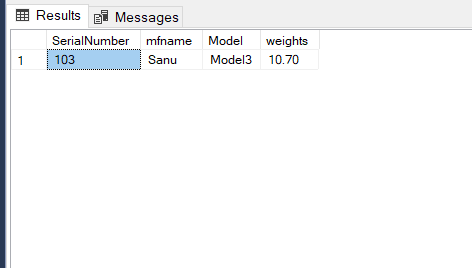 Results Messages
SerialNumber mfname Model weights
1 103 Sanu Model3 10.70